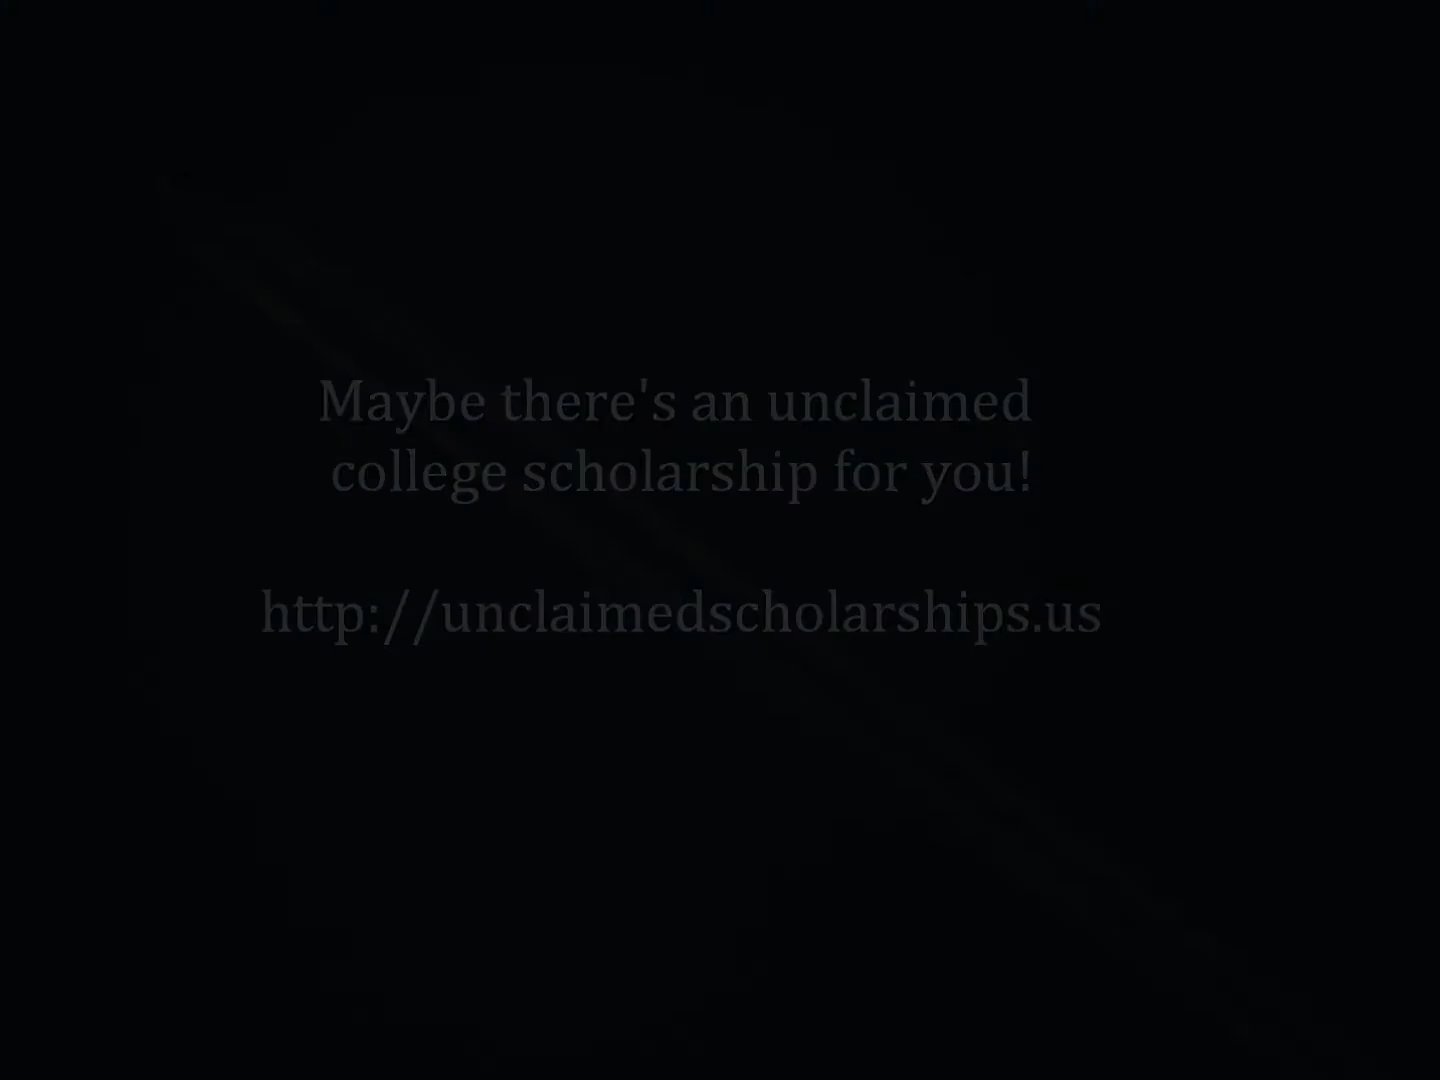 Maybe there's an unclaimed
college scholarship for you!
http://unclaimedscholarships.us